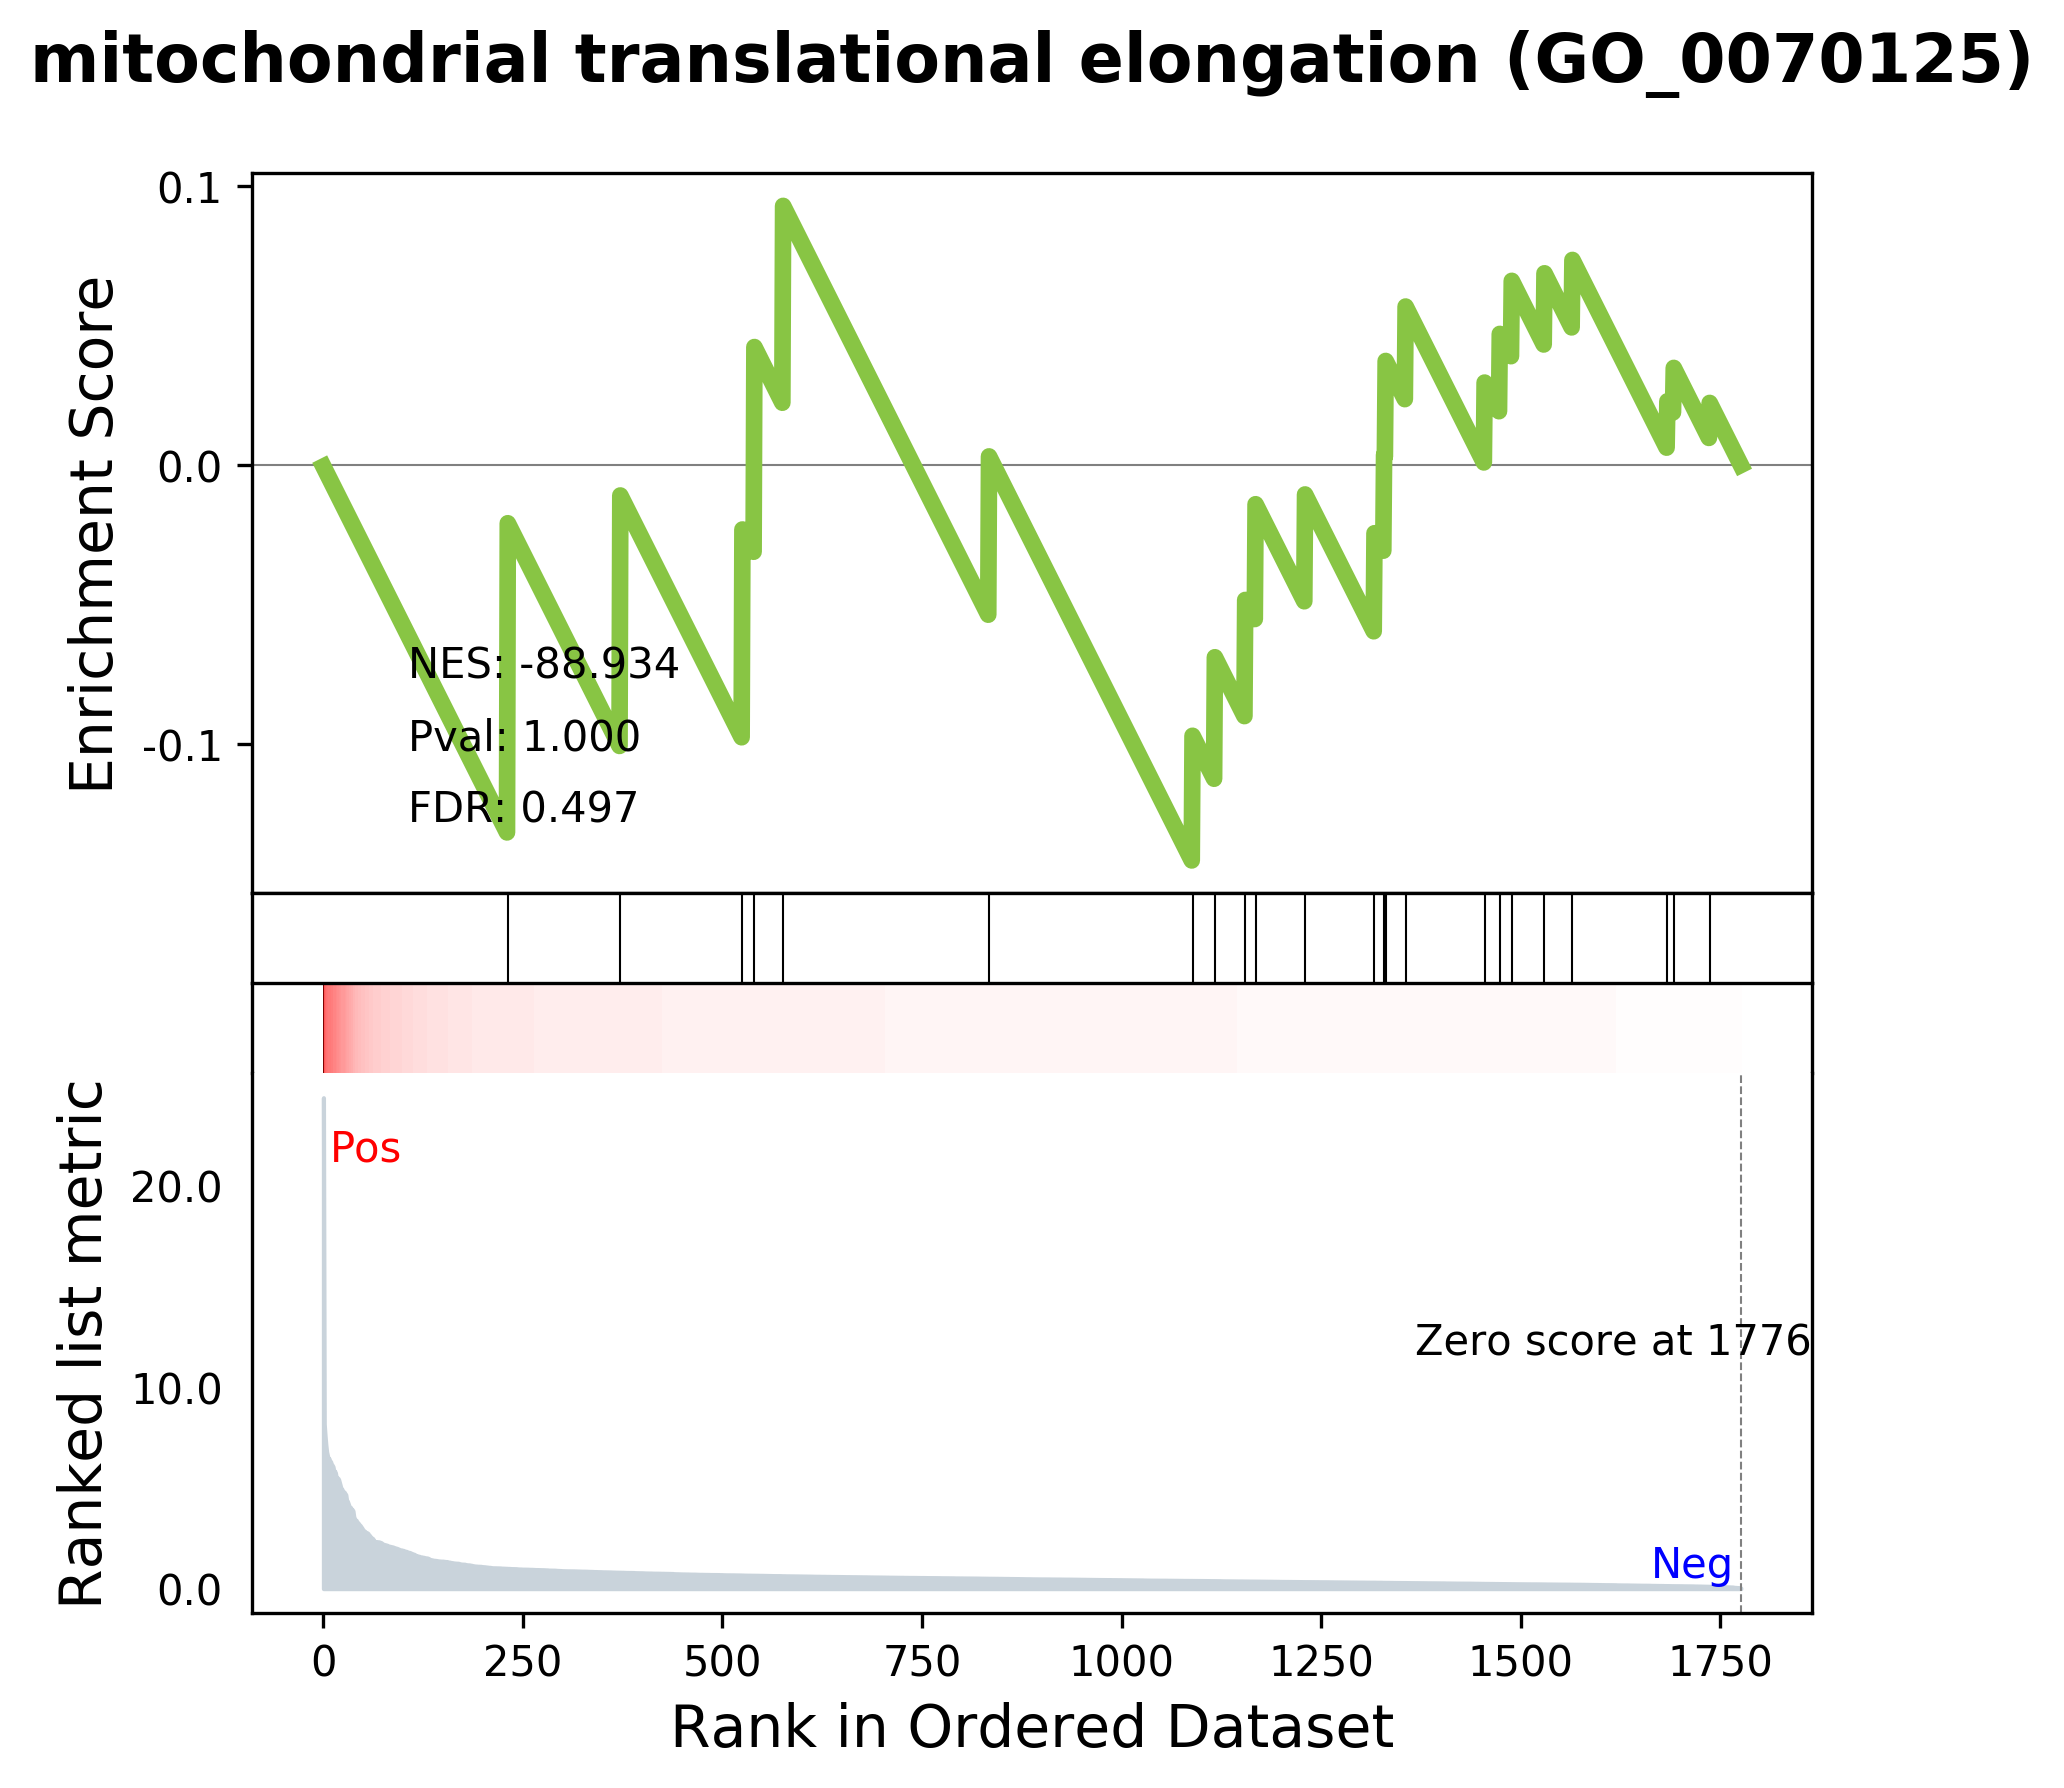 mitochondrial translational elongation (GO_0070125)
Enrichment Score
0.1
0.0
-0.1
NES: -88.934
Pval: 1.000
FDR: 0.497
Ranked list metric
20.0
10.0
0.0
Pos
Zero score at 1776
Neg
0 250 500 750 1000 1250 1500 1750
Rank in Ordered Dataset